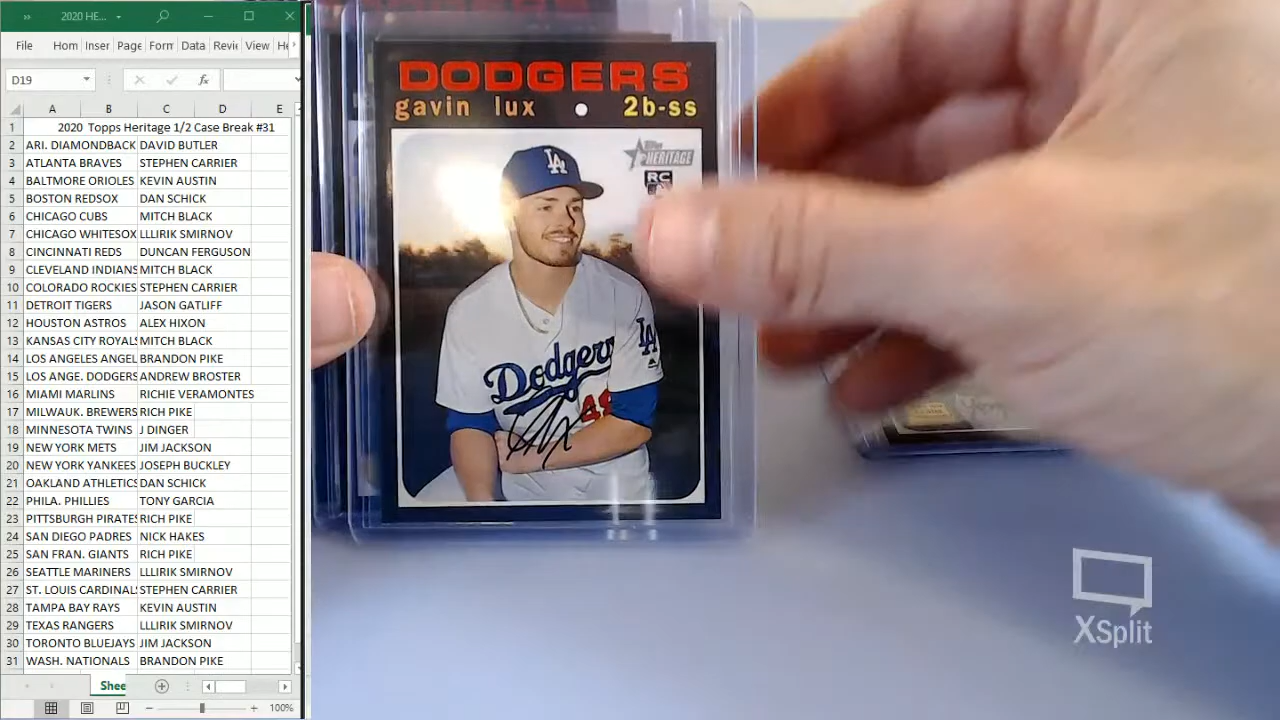 2020 HE...
File Hom Inser Page Forn Data Revie View He
D19
fx
A B C D E
1 2020 Topps Heritage 1/2 Case Break #31
2 ARI. DIAMONDBACK DAVID BUTLER
3 ATLANTA BRAVES STEPHEN CARRIER
4 BALTMORE ORIOLES KEVIN AUSTIN
5 BOSTON REDSOX DAN SCHICK
6 CHICAGO CUBS MITCH BLACK
7 CHICAGO WHITESOX LLLIRIK SMIRNOV
8 CINCINNATI REDS DUNCAN FERGUSON
9 CLEVELAND INDIANS MITCH BLACK
10 COLORADO ROCKIES STEPHEN CARRIER
11 DETROIT TIGERS JASON GATLIFF
12 HOUSTON ASTROS ALEX HIXON
13 KANSAS CITY ROYALS MITCH BLACK
14 LOS ANGELES ANGEL BRANDON PIKE
15 LOS ANGE. DODGERS ANDREW BROSTER
16 MIAMI MARLINS RICHIE VERAMONTES
17 MILWAUK. BREWERS RICH PIKE
18 MINNESOTA TWINS J DINGER
19 NEW YORK METS JIM JACKSON
20 NEW YORK YANKEES JOSEPH BUCKLEY
21 OAKLAND ATHLETICS DAN SCHICK
22 PHILA. PHILLIES TONY GARCIA
23 PITTSBURGH PIRATES RICH PIKE
24 SAN DIEGO PADRES NICK HAKES
25 SAN FRAN. GIANTS RICH PIKE
26 SEATTLE MARINERS LLLIRIK SMIRNOV
27 ST. LOUIS CARDINAL STEPHEN CARRIER
28 TAMPA BAY RAYS KEVIN AUSTIN
29 TEXAS RANGERS LLLIRIK SMIRNOV
30 TORONTO BLUEJAYS JIM JACKSON
31 WASH. NATIONALS BRANDON PIKE
Shee
100%
DODGERS
gavin lux • 2b-ss
Topps HERITAGE
RC
LA
LA
Dodgers
XSplit